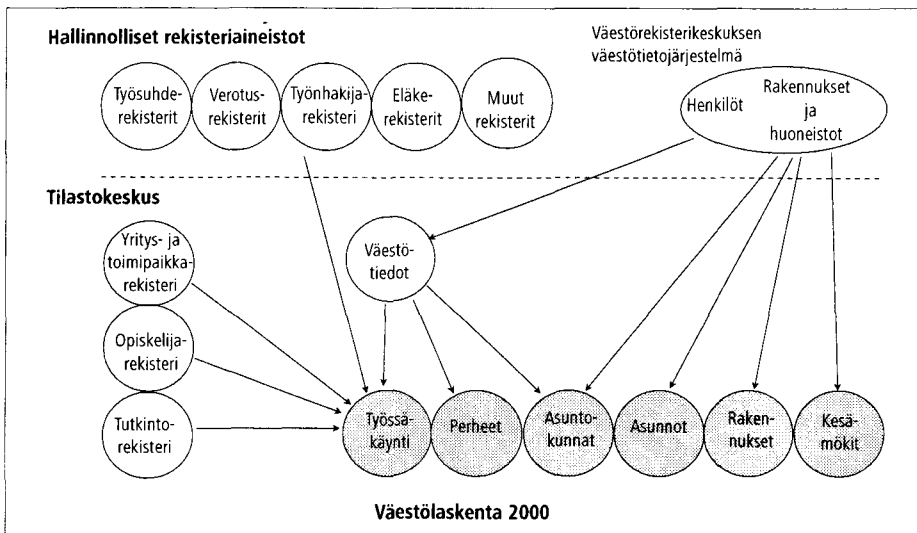 Hallinnolliset rekisteriaineistot
Väestörekisterikeskuksen
väestötietojärjestelmä
Työsuhde-
rekisterit
Verotus-
rekisterit
Työnhakija-
rekisteri
Eläke-
rekisterit
Muut
rekisterit
Henkilöt
Rakennukset
ja
huoneistot
Tilastokeskus
Yritys- ja
toimipaikka-
rekisteri
Väestö-
tiedot
Opiskelija-
rekisteri
Tutkinto-
rekisteri
Työssä-
käynti
Perheet
Asunto-
kunnat
Asunnot
Raken-
nukset
Kesä-
mökit
Väestölaskenta 2000